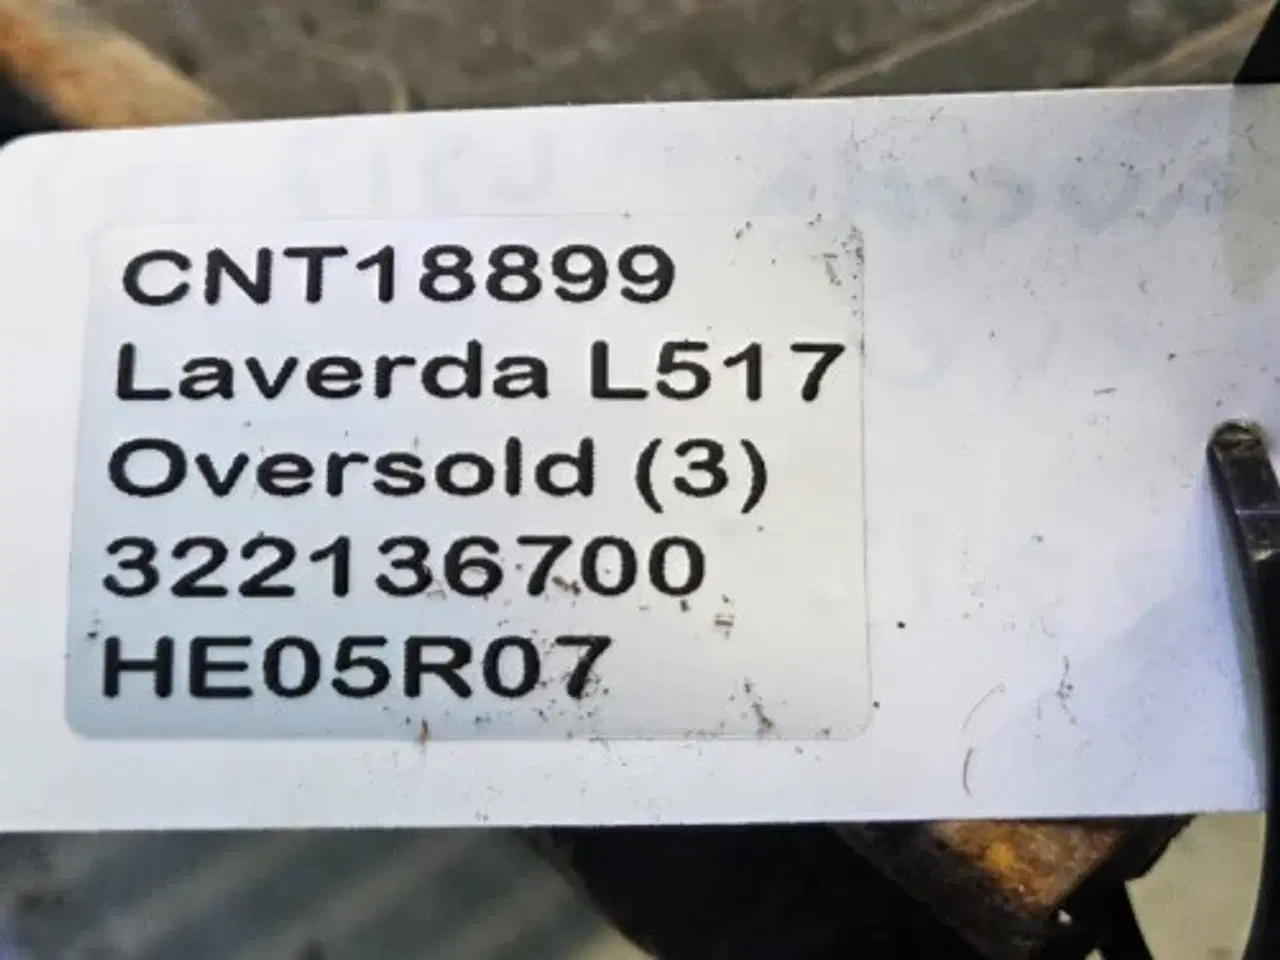 CNT18899
Laverda L517
Oversold (3)
322136700
HE05R07